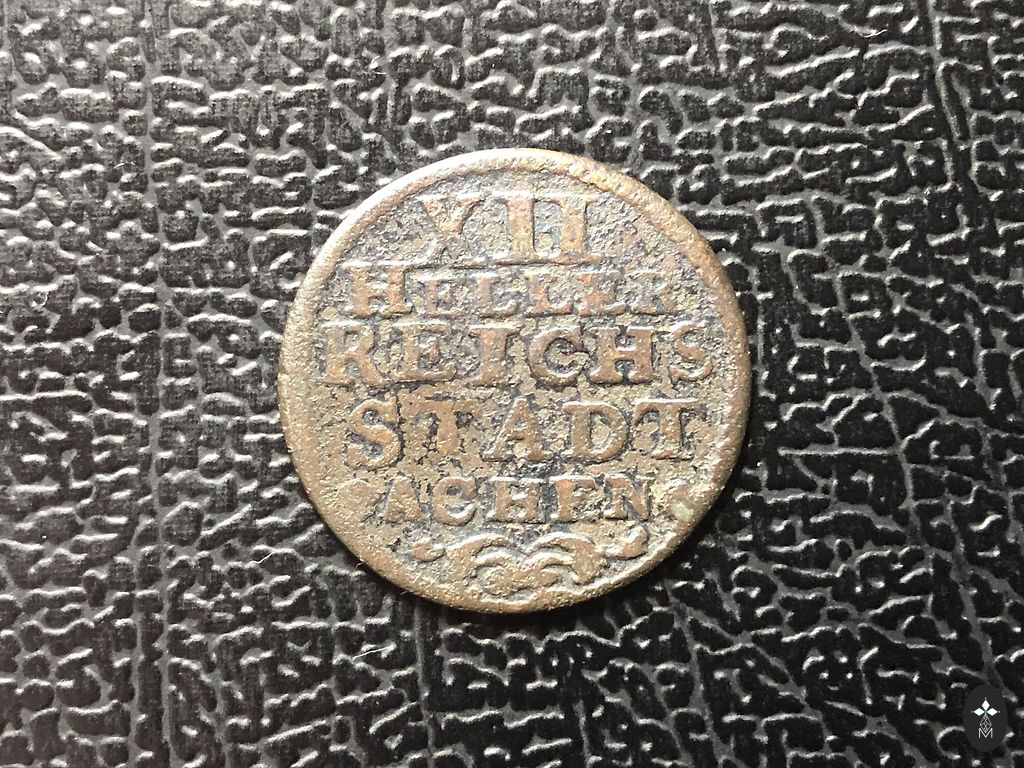 XII
HELLER
REICHS
STADT
ACHEN